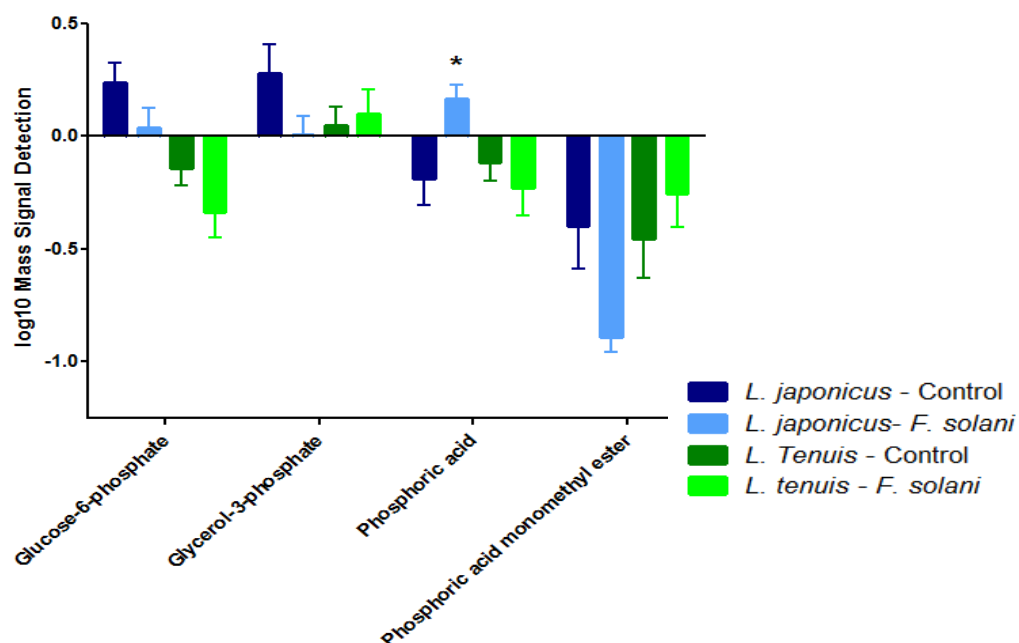 0.5
0.0
-0.5
-1.0
log10 Mass Signal Detection
*
Glucose-6-phosphate
Glycerol-3-phosphate
Phosphoric acid
Phosphoric acid monomethyl ester
L. japonicus - Control
L. japonicus- F. solani
L. Tenuis - Control
L. tenuis - F. solani